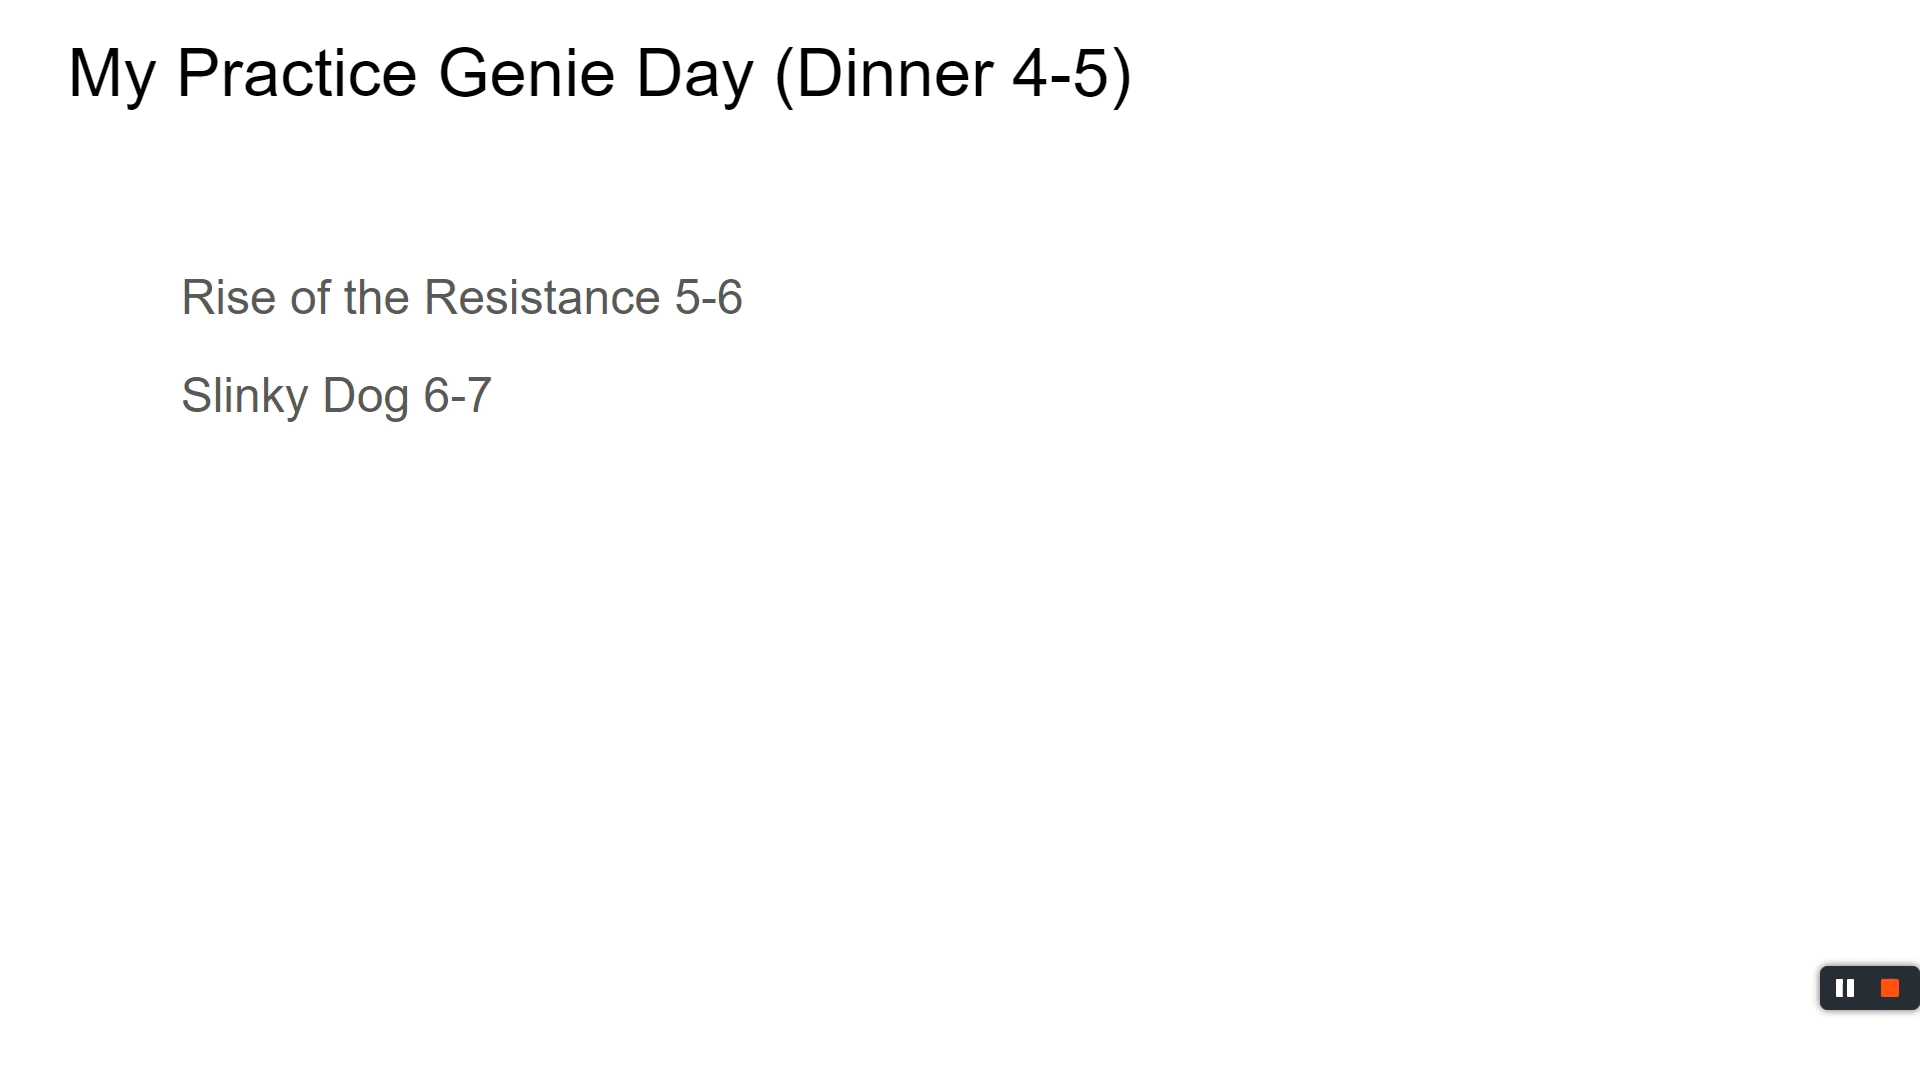 My Practice Genie Day (Dinner 4-5)
Rise of the Resistance 5-6
Slinky Dog 6-7